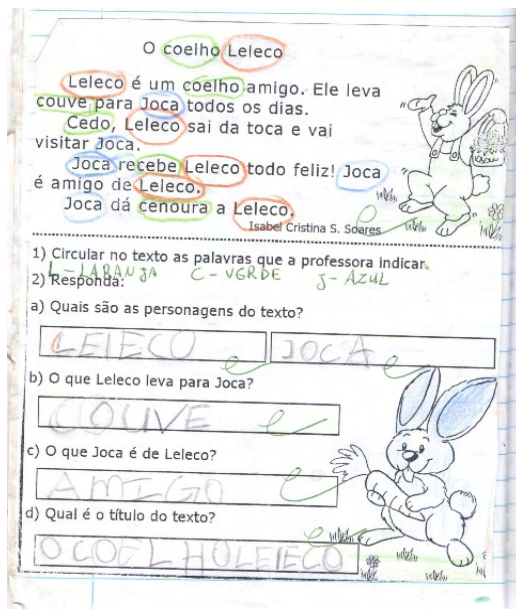 O coelho Leleco
Leleco é um coelho amigo. Ele leva
couve para Joca todos os dias.
Cedo, Leleco sai da toca e vai
visitar Joca.
Joca recebe Leleco todo feliz! Joca
é amigo de Leleco.
Joca dá cenoura a Leleco.
Isabel Cristina S. Soares
1) Circular no texto as palavras que a professora indicar.
L - LARANJA C - VERDE J - AZUL
2) Responda:
a) Quais são as personagens do texto?
LELECO JOCA
b) O que Leleco leva para Joca?
COUVE
c) O que Joca é de Leleco?
AMIGO
d) Qual é o título do texto?
O COELHO LELECO